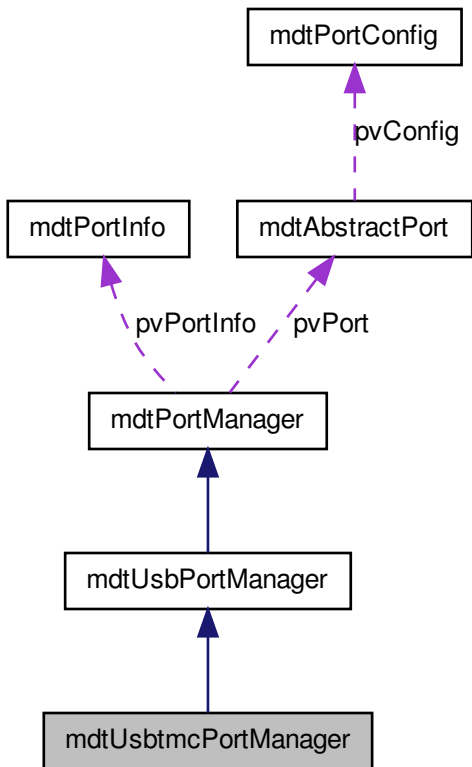 mdtPortConfig
pvConfig
mdtPortInfo
mdtAbstractPort
pvPortInfo
pvPort
mdtPortManager
mdtUsbPortManager
mdtUsbtmcPortManager